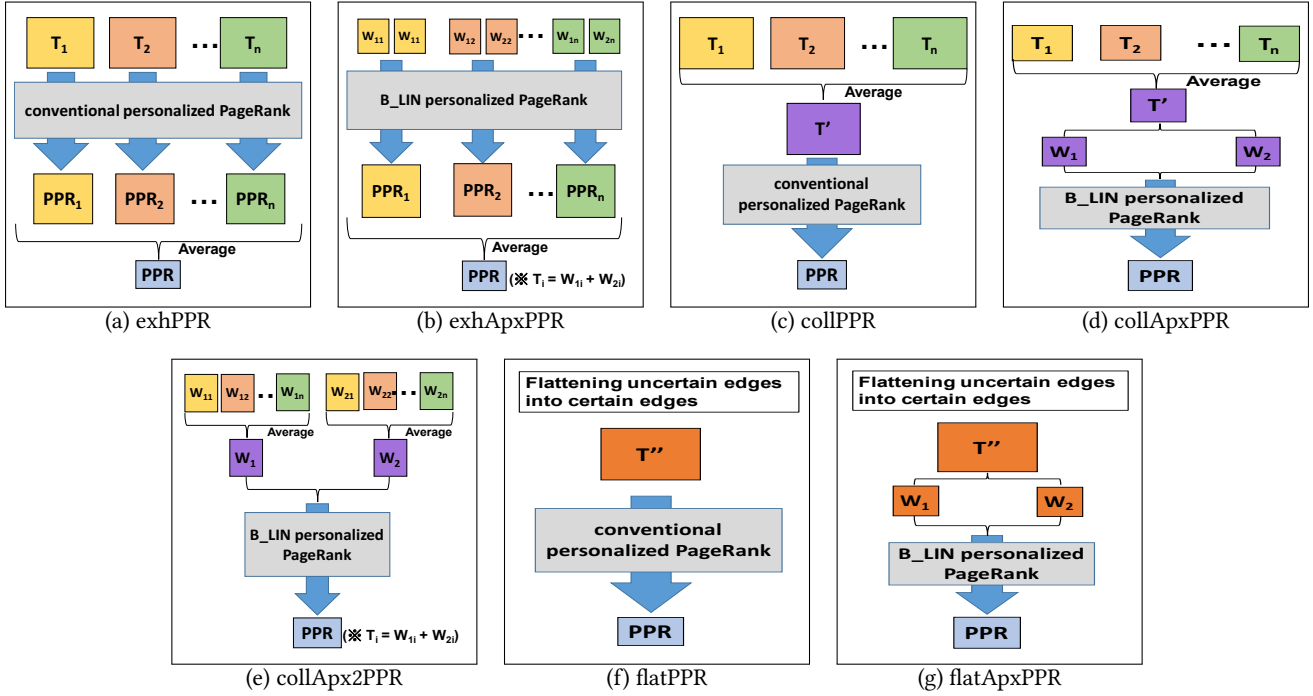 T₁ T₂ ... Tₙ
conventional personalized PageRank
PPR₁ PPR₂ ... PPRₙ
Average
PPR
(a) exhPPR
W₁₁ W₁₁ W₁₂ W₂₂ ... W₁ₙ W₂ₙ
B_LIN personalized PageRank
PPR₁ PPR₂ ... PPRₙ
Average
PPR (※ Tᵢ = W₁ᵢ + W₂ᵢ)
(b) exhApxPPR
T₁ T₂ ... Tₙ
Average
T'
conventional
personalized PageRank
PPR
(c) collPPR
T₁ T₂ ... Tₙ
Average
T'
W₁ W₂
B_LIN personalized
PageRank
PPR
(d) collApxPPR
W₁₁ W₁₂ ... W₁ₙ W₂₁ W₂₂ ... W₂ₙ
Average Average
W₁ W₂
B_LIN personalized
PageRank
PPR (※ Tᵢ = W₁ᵢ + W₂ᵢ)
(e) collApx2PPR
Flattening uncertain edges
into certain edges
T''
conventional
personalized PageRank
PPR
(f) flatPPR
Flattening uncertain edges
into certain edges
T''
W₁ W₂
B_LIN personalized
PageRank
PPR
(g) flatApxPPR